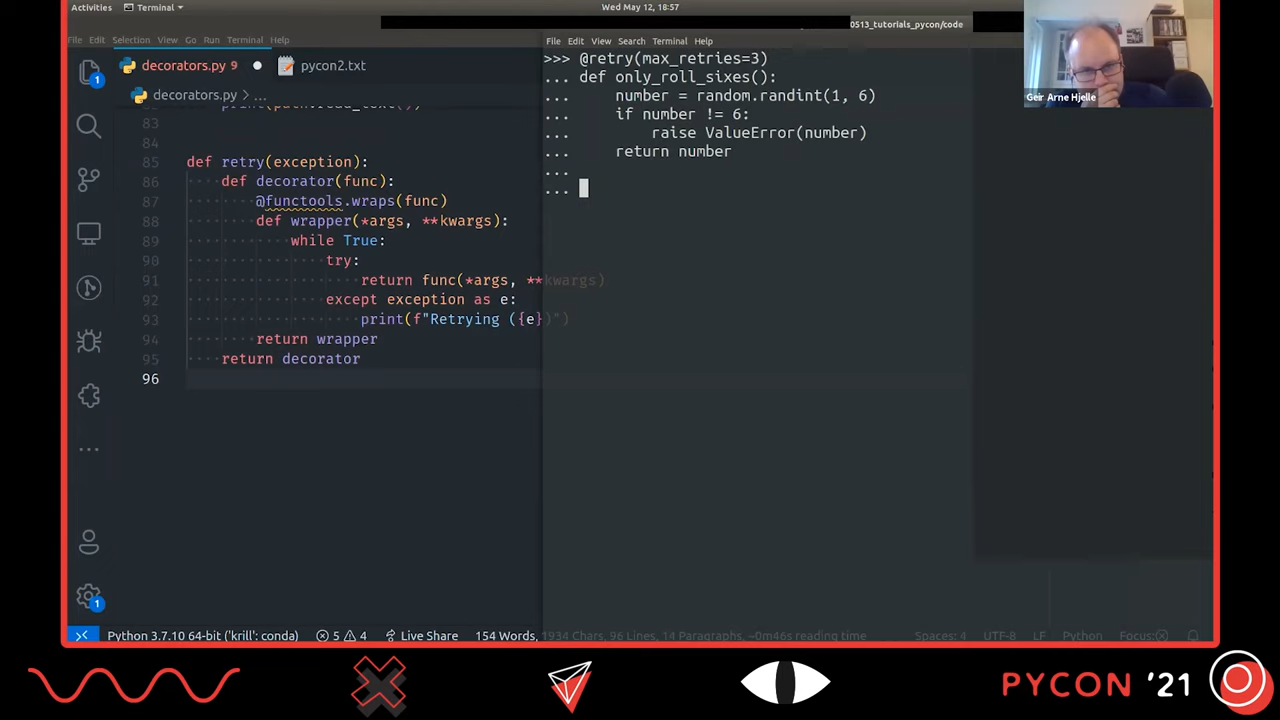 Activities
Terminal
Wed May 12, 18:57
0513_tutorials_pycon/code
File Edit Selection View Go Run Terminal Help
File Edit View Search Terminal Help
decorators.py 9
pycon2.txt
decorators.py > ...
83
84
85 def retry(exception):
86 def decorator(func):
87 @functools.wraps(func)
88 def wrapper(*args, **kwargs):
89 while True:
90 try:
91 return func(*args, **kwargs)
92 except exception as e:
93 print(f"Retrying ({e})")
94 return wrapper
95 return decorator
96
>>> @retry(max_retries=3)
... def only_roll_sixes():
... number = random.randint(1, 6)
... if number != 6:
... raise ValueError(number)
... return number
...
...
Geir Arne Hjelle
1
1
Python 3.7.10 64-bit ('krill': conda) 5 4 Live Share 154 Words, 1934 Chars, 96 Lines, 14 Paragraphs, ~0m46s reading time Spaces: 4 UTF-8 LF Python Focus:
PYCON '21